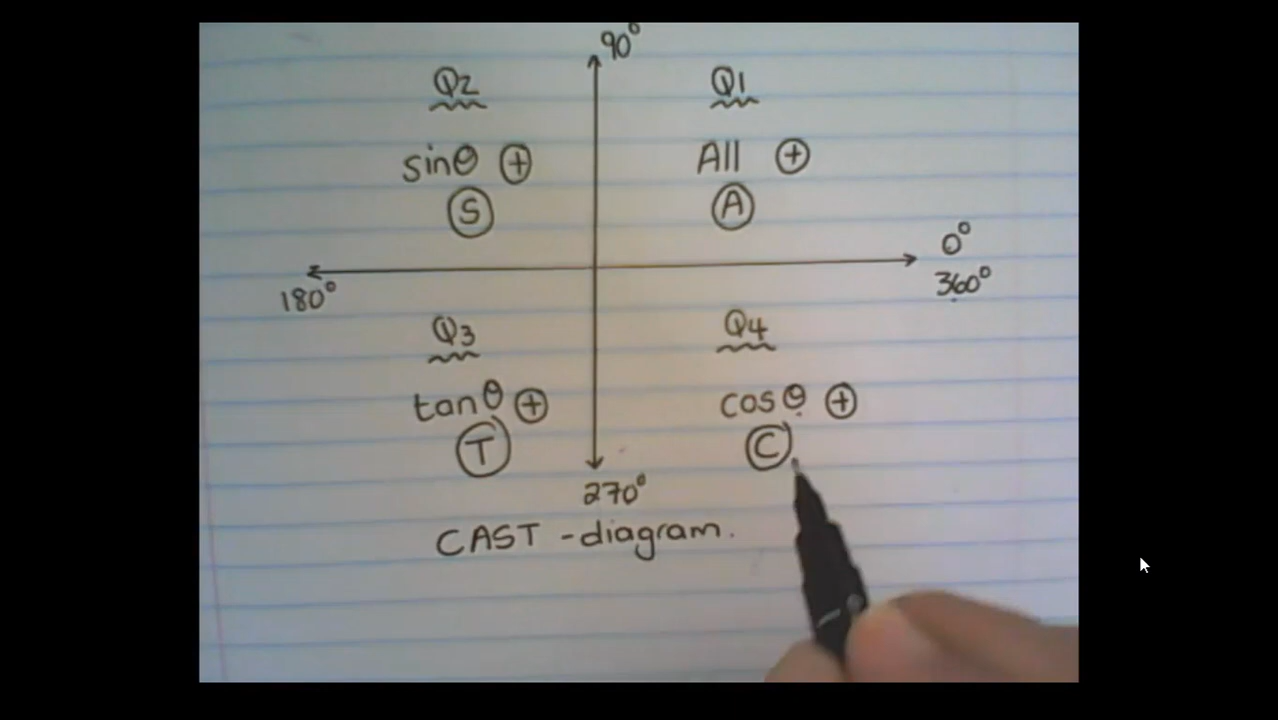 90°
Q2
Q1
sinθ ⊕
All ⊕
Ⓢ
Ⓐ
0°
360°
180°
Q3
Q4
tanθ ⊕
cosθ ⊕
Ⓣ
Ⓒ
270°
CAST -diagram.